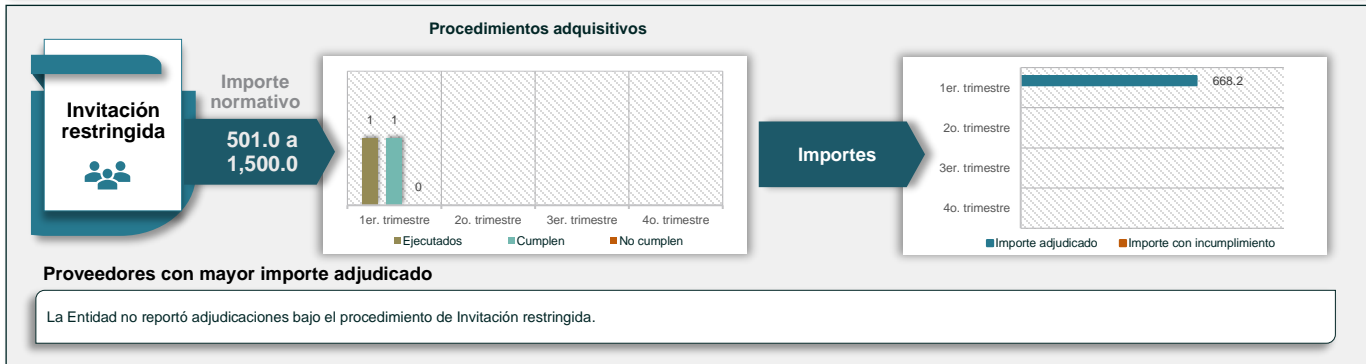 Procedimientos adquisitivos
Invitación
restringida
Importe
normativo
501.0 a
1,500.0
1
1
0
1er. trimestre
2o. trimestre
3er. trimestre
4o. trimestre
Ejecutados
Cumplen
No cumplen
Importes
1er. trimestre
668.2
2o. trimestre
3er. trimestre
4o. trimestre
Importe adjudicado
Importe con incumplimiento
Proveedores con mayor importe adjudicado
La Entidad no reportó adjudicaciones bajo el procedimiento de Invitación restringida.